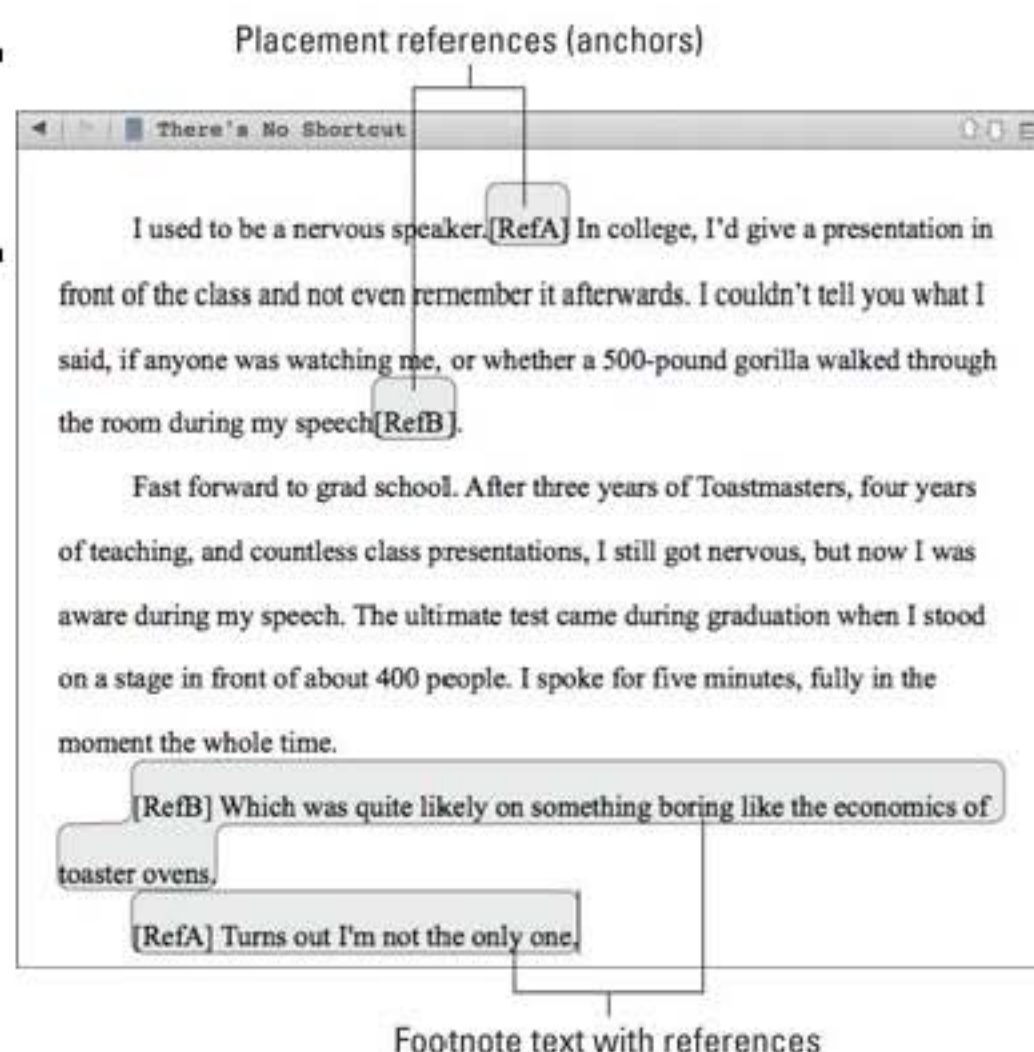 Placement references (anchors)
There's No Shortcut
I used to be a nervous speaker.[RefA] In college, I'd give a presentation in
front of the class and not even remember it afterwards. I couldn't tell you what I
said, if anyone was watching me, or whether a 500-pound gorilla walked through
the room during my speech[RefB].
Fast forward to grad school. After three years of Toastmasters, four years
of teaching, and countless class presentations, I still got nervous, but now I was
aware during my speech. The ultimate test came during graduation when I stood
on a stage in front of about 400 people. I spoke for five minutes, fully in the
moment the whole time.
[RefB] Which was quite likely on something boring like the economics of
toaster ovens.
[RefA] Turns out I'm not the only one.
Footnote text with references